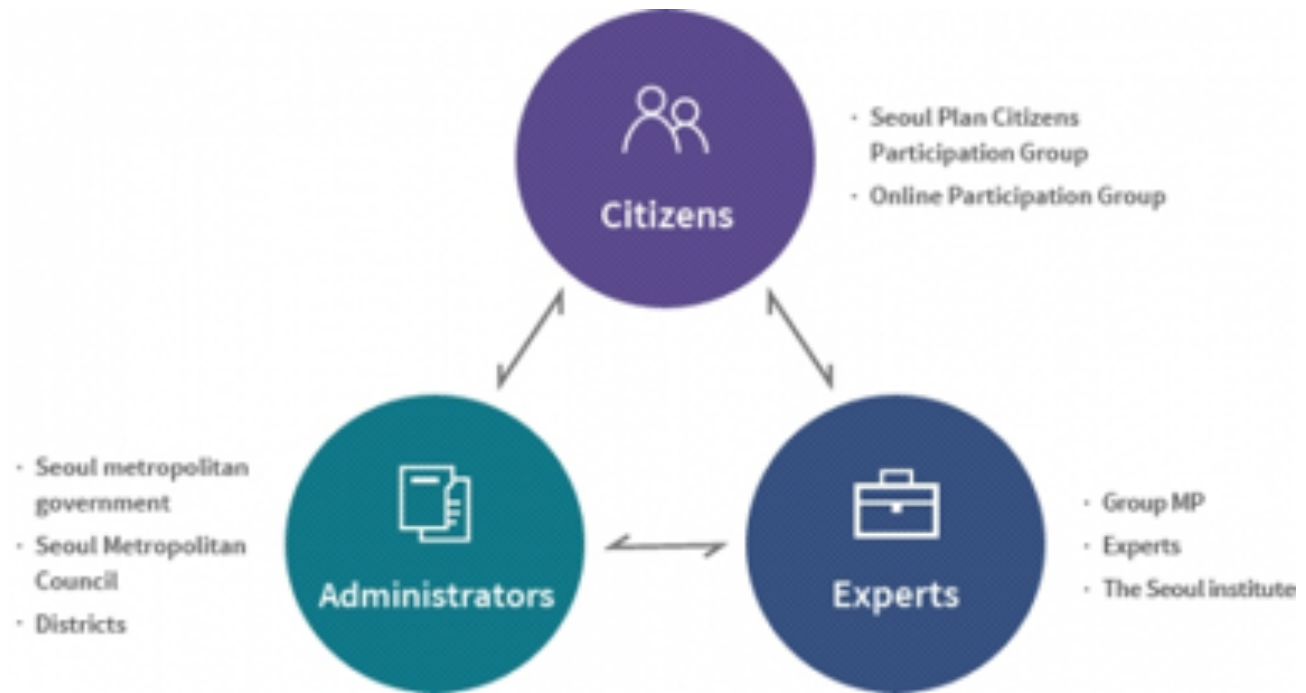 Citizens
· Seoul Plan Citizens
Participation Group
· Online Participation Group
· Seoul metropolitan
government
· Seoul Metropolitan
Council
· Districts
Administrators
Experts
· Group MP
· Experts
· The Seoul institute